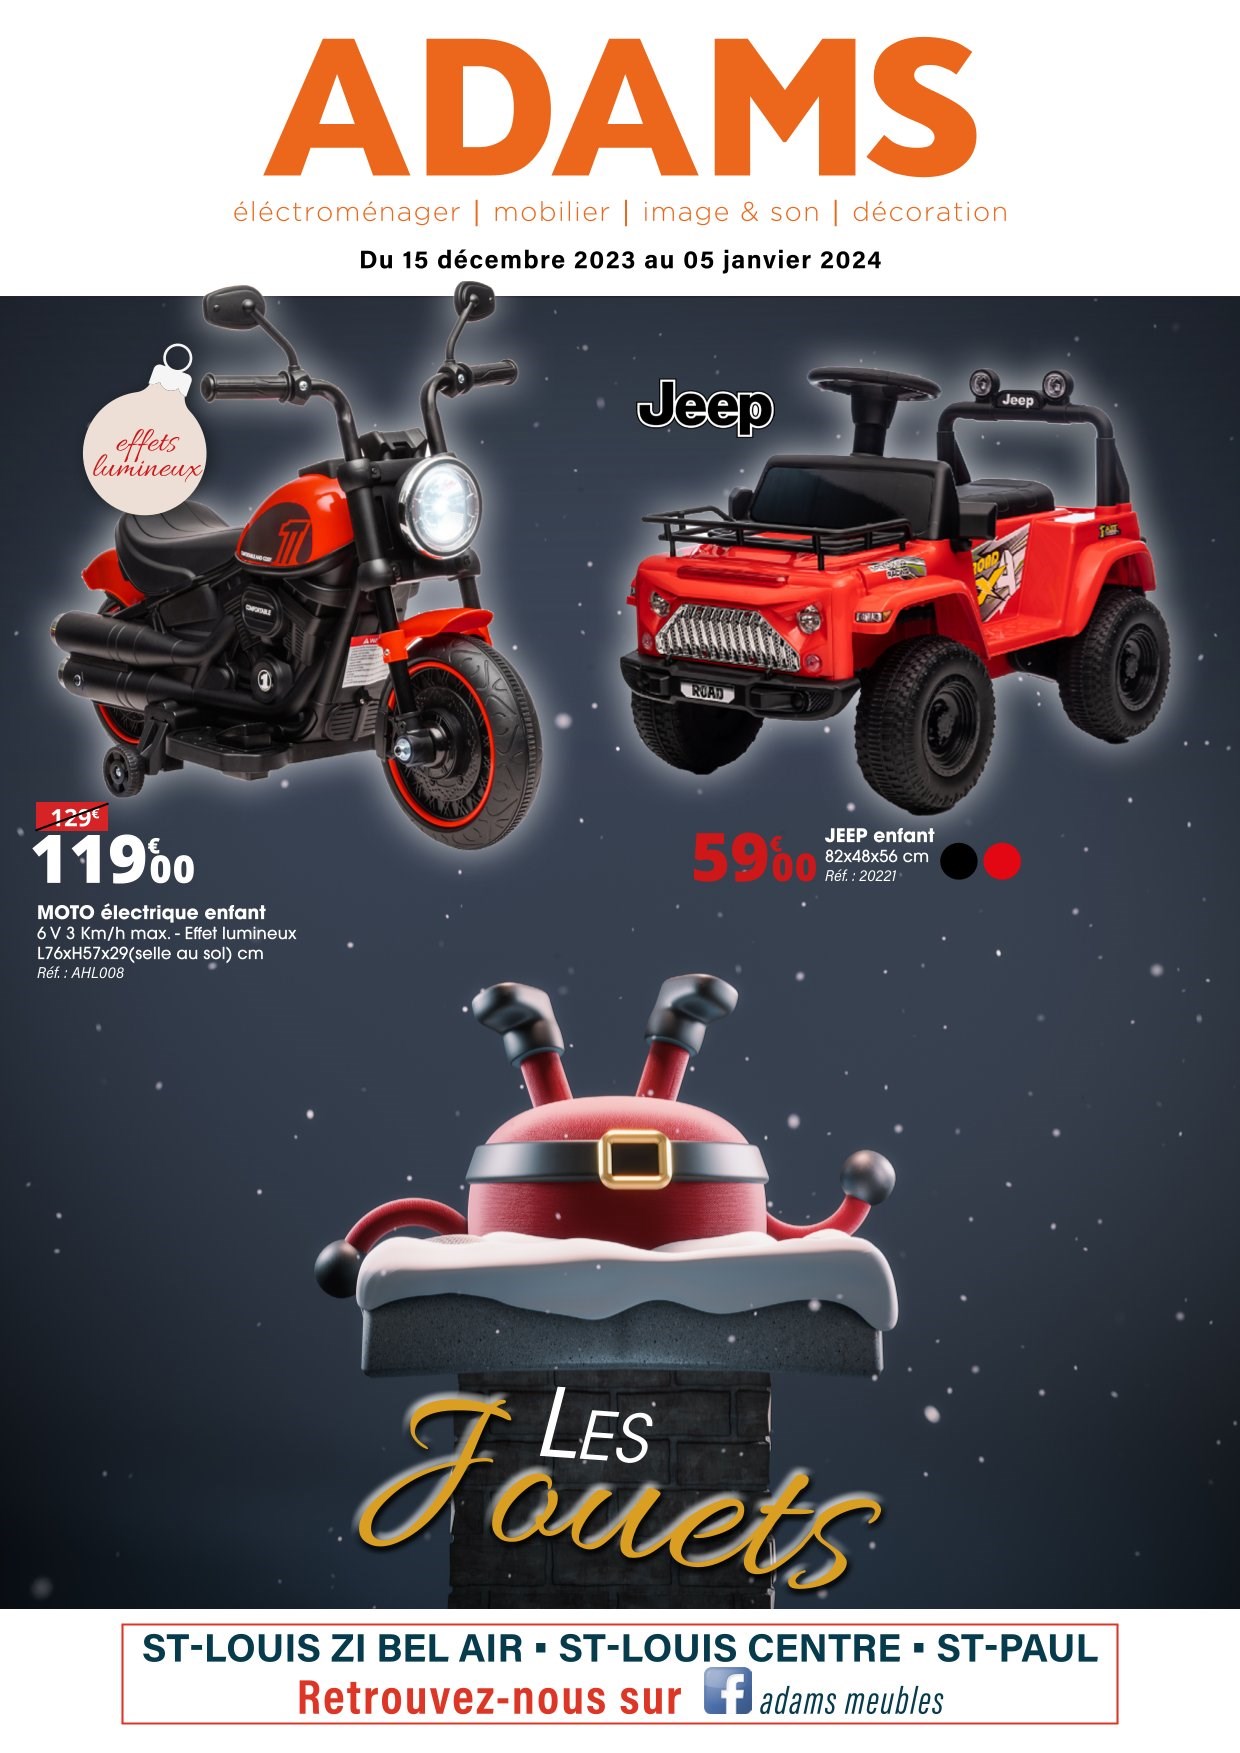 ADAMS
éléctroménager | mobilier | image & son | décoration
Du 15 décembre 2023 au 05 janvier 2024
effets
lumineux
Jeep
Jeep
1
COMFORTABLE
1
ROAD
129€
119€00
MOTO électrique enfant
6 V 3 Km/h max. - Effet lumineux
L76xH57x29(selle au sol) cm
Réf. : AHL008
59€00
JEEP enfant
82x48x56 cm
Réf. : 20221
LES
Jouets
ST-LOUIS ZI BEL AIR ▪ ST-LOUIS CENTRE ▪ ST-PAUL
Retrouvez-nous sur f adams meubles